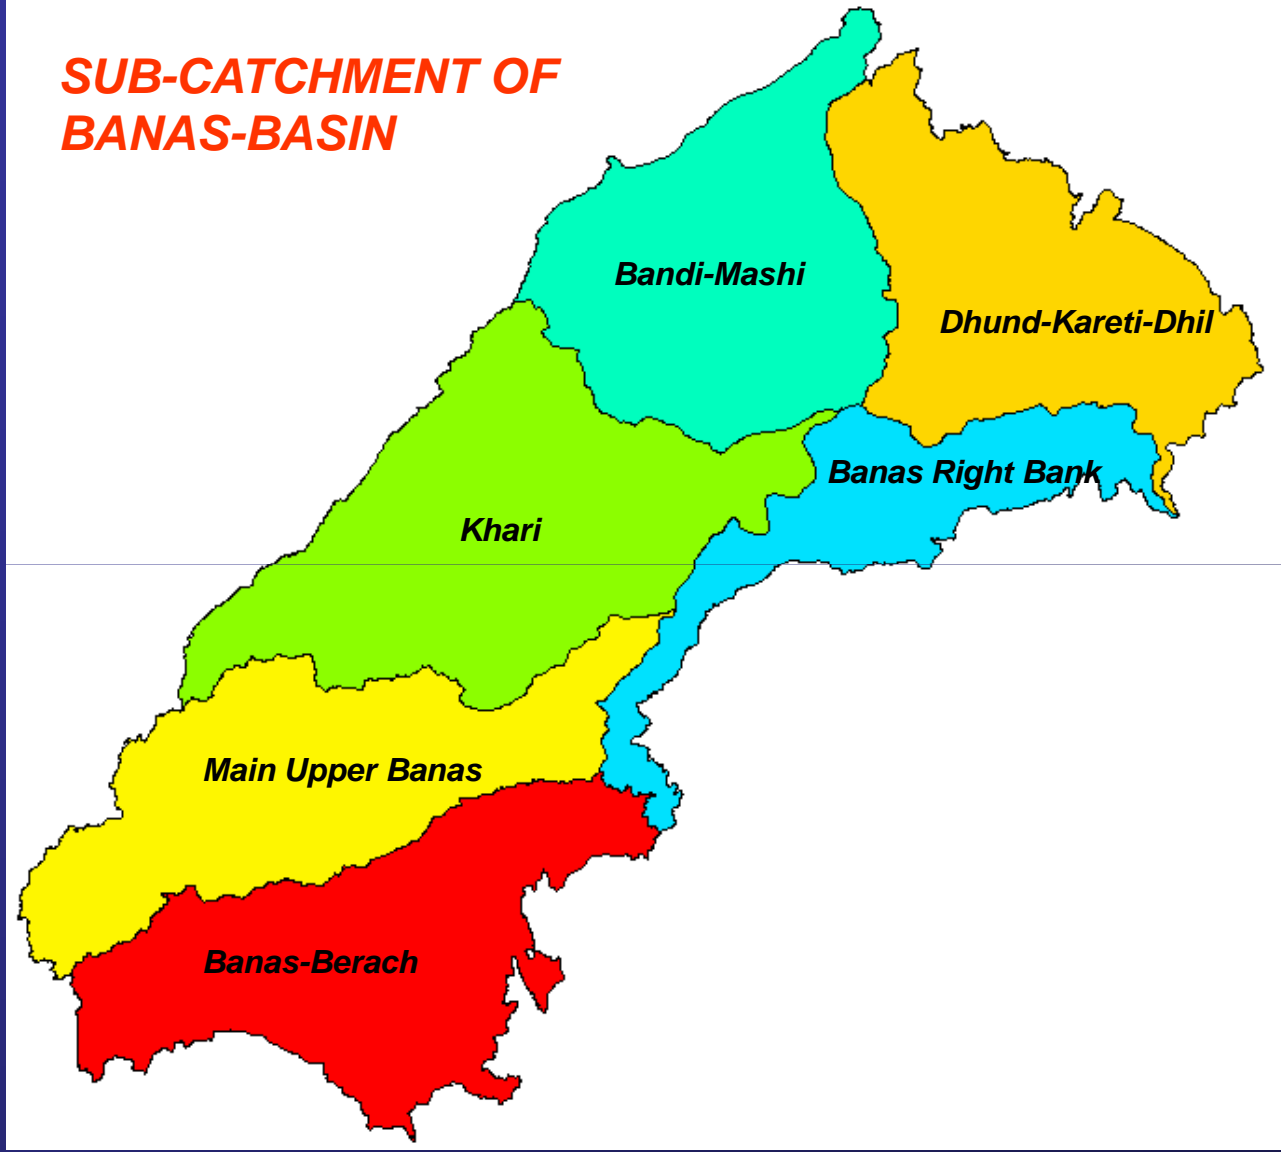 SUB-CATCHMENT OF
BANAS-BASIN
Bandi-Mashi
Dhund-Kareti-Dhil
Banas Right Bank
Khari
Main Upper Banas
Banas-Berach